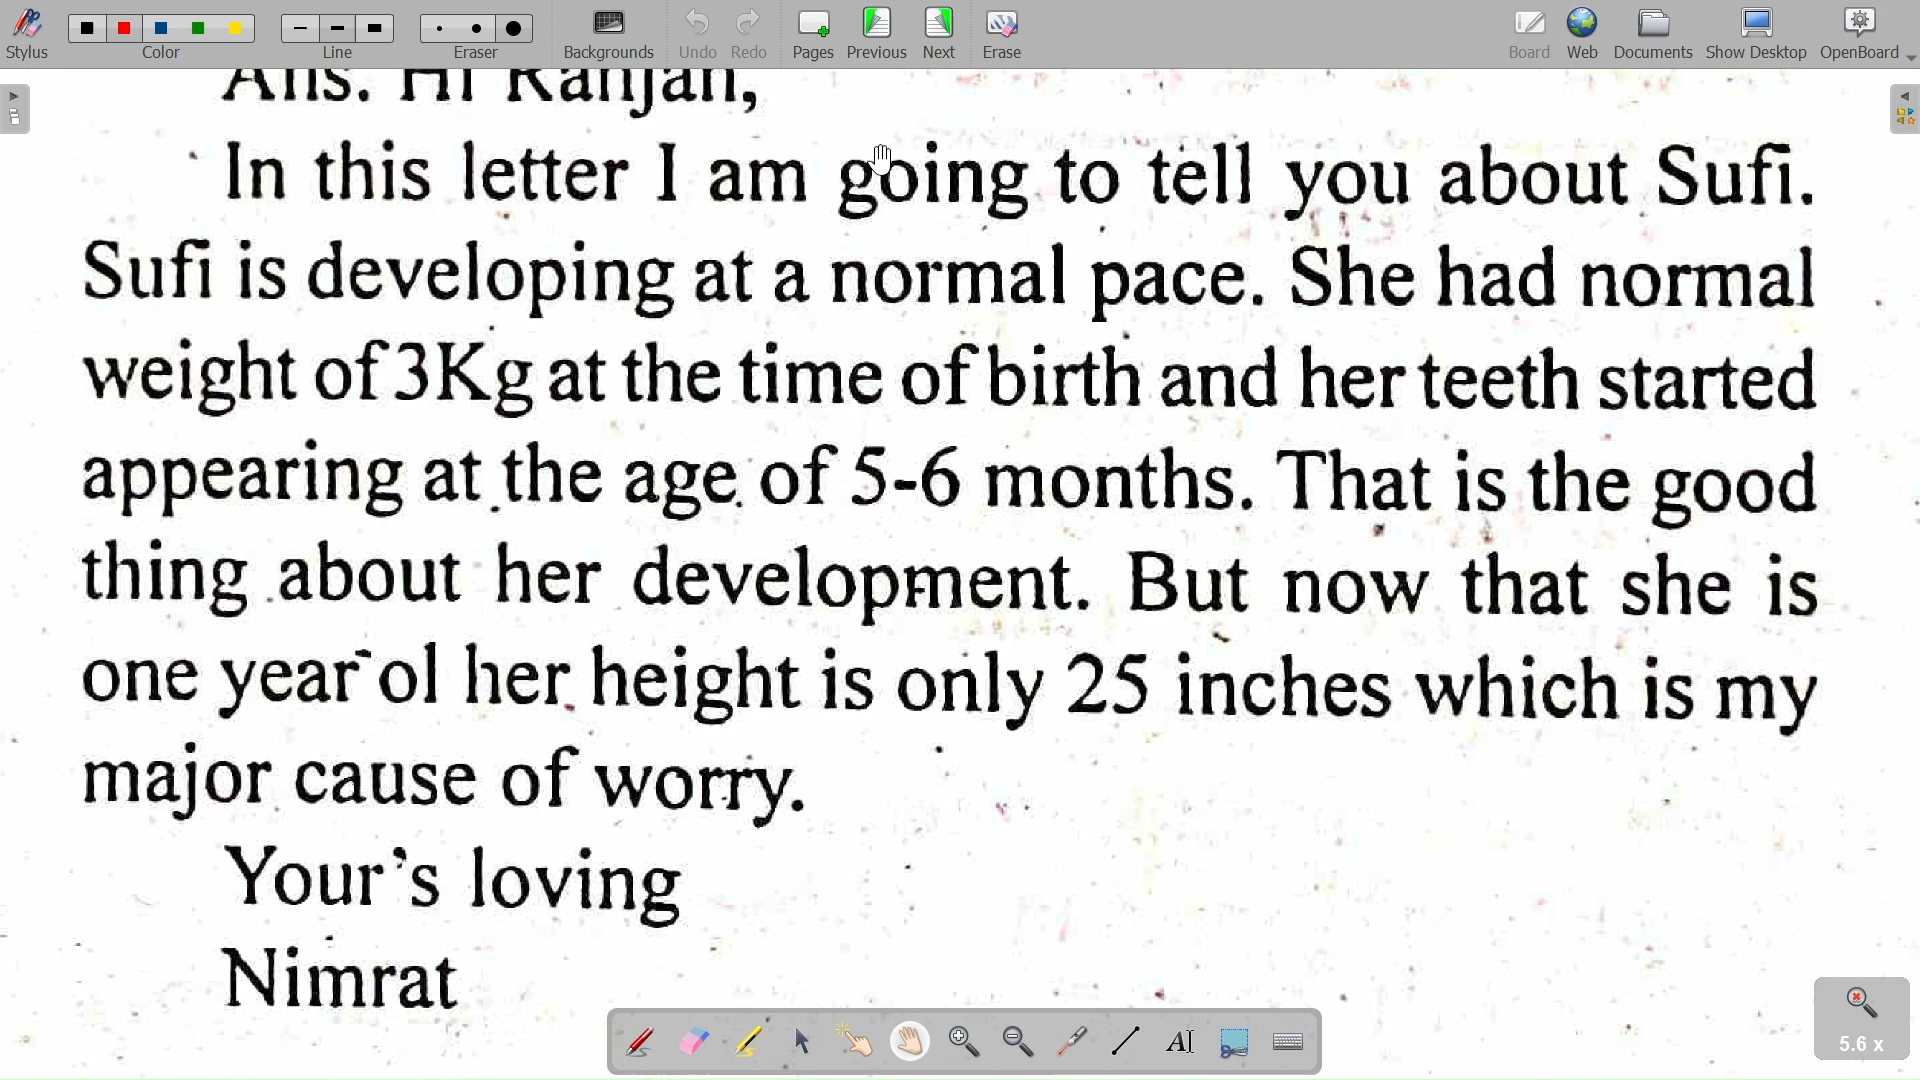 Stylus
Color
Line
Eraser
Backgrounds
Undo
Redo
Pages
Previous
Next
Erase
Board
Web
Documents
Show Desktop
OpenBoard
Ans. Hi Ranjan,
In this letter I am going to tell you about Sufi.
Sufi is developing at a normal pace. She had normal
weight of 3Kg at the time of birth and her teeth started
appearing at the age of 5-6 months. That is the good
thing about her development. But now that she is
one year ol her height is only 25 inches which is my
major cause of worry.
Your's loving
Nimrat
5.6 x